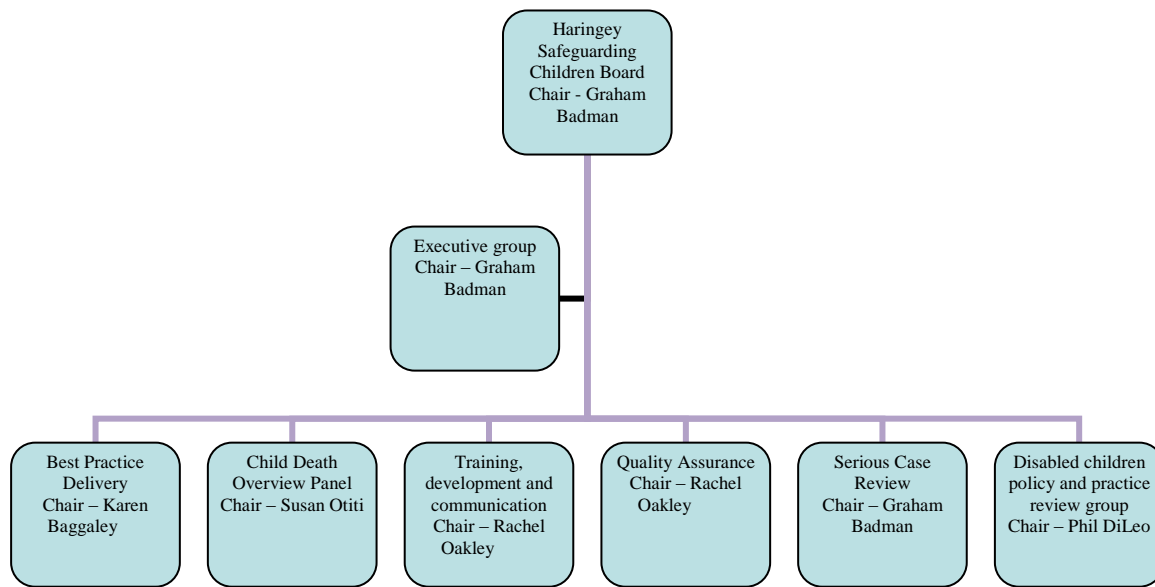 Haringey
Safeguarding
Children Board
Chair - Graham
Badman
Executive group
Chair – Graham
Badman
Best Practice
Delivery
Chair – Karen
Baggaley
Child Death
Overview Panel
Chair – Susan Otiti
Training,
development and
communication
Chair – Rachel
Oakley
Quality Assurance
Chair – Rachel
Oakley
Serious Case
Review
Chair – Graham
Badman
Disabled children
policy and practice
review group
Chair – Phil DiLeo